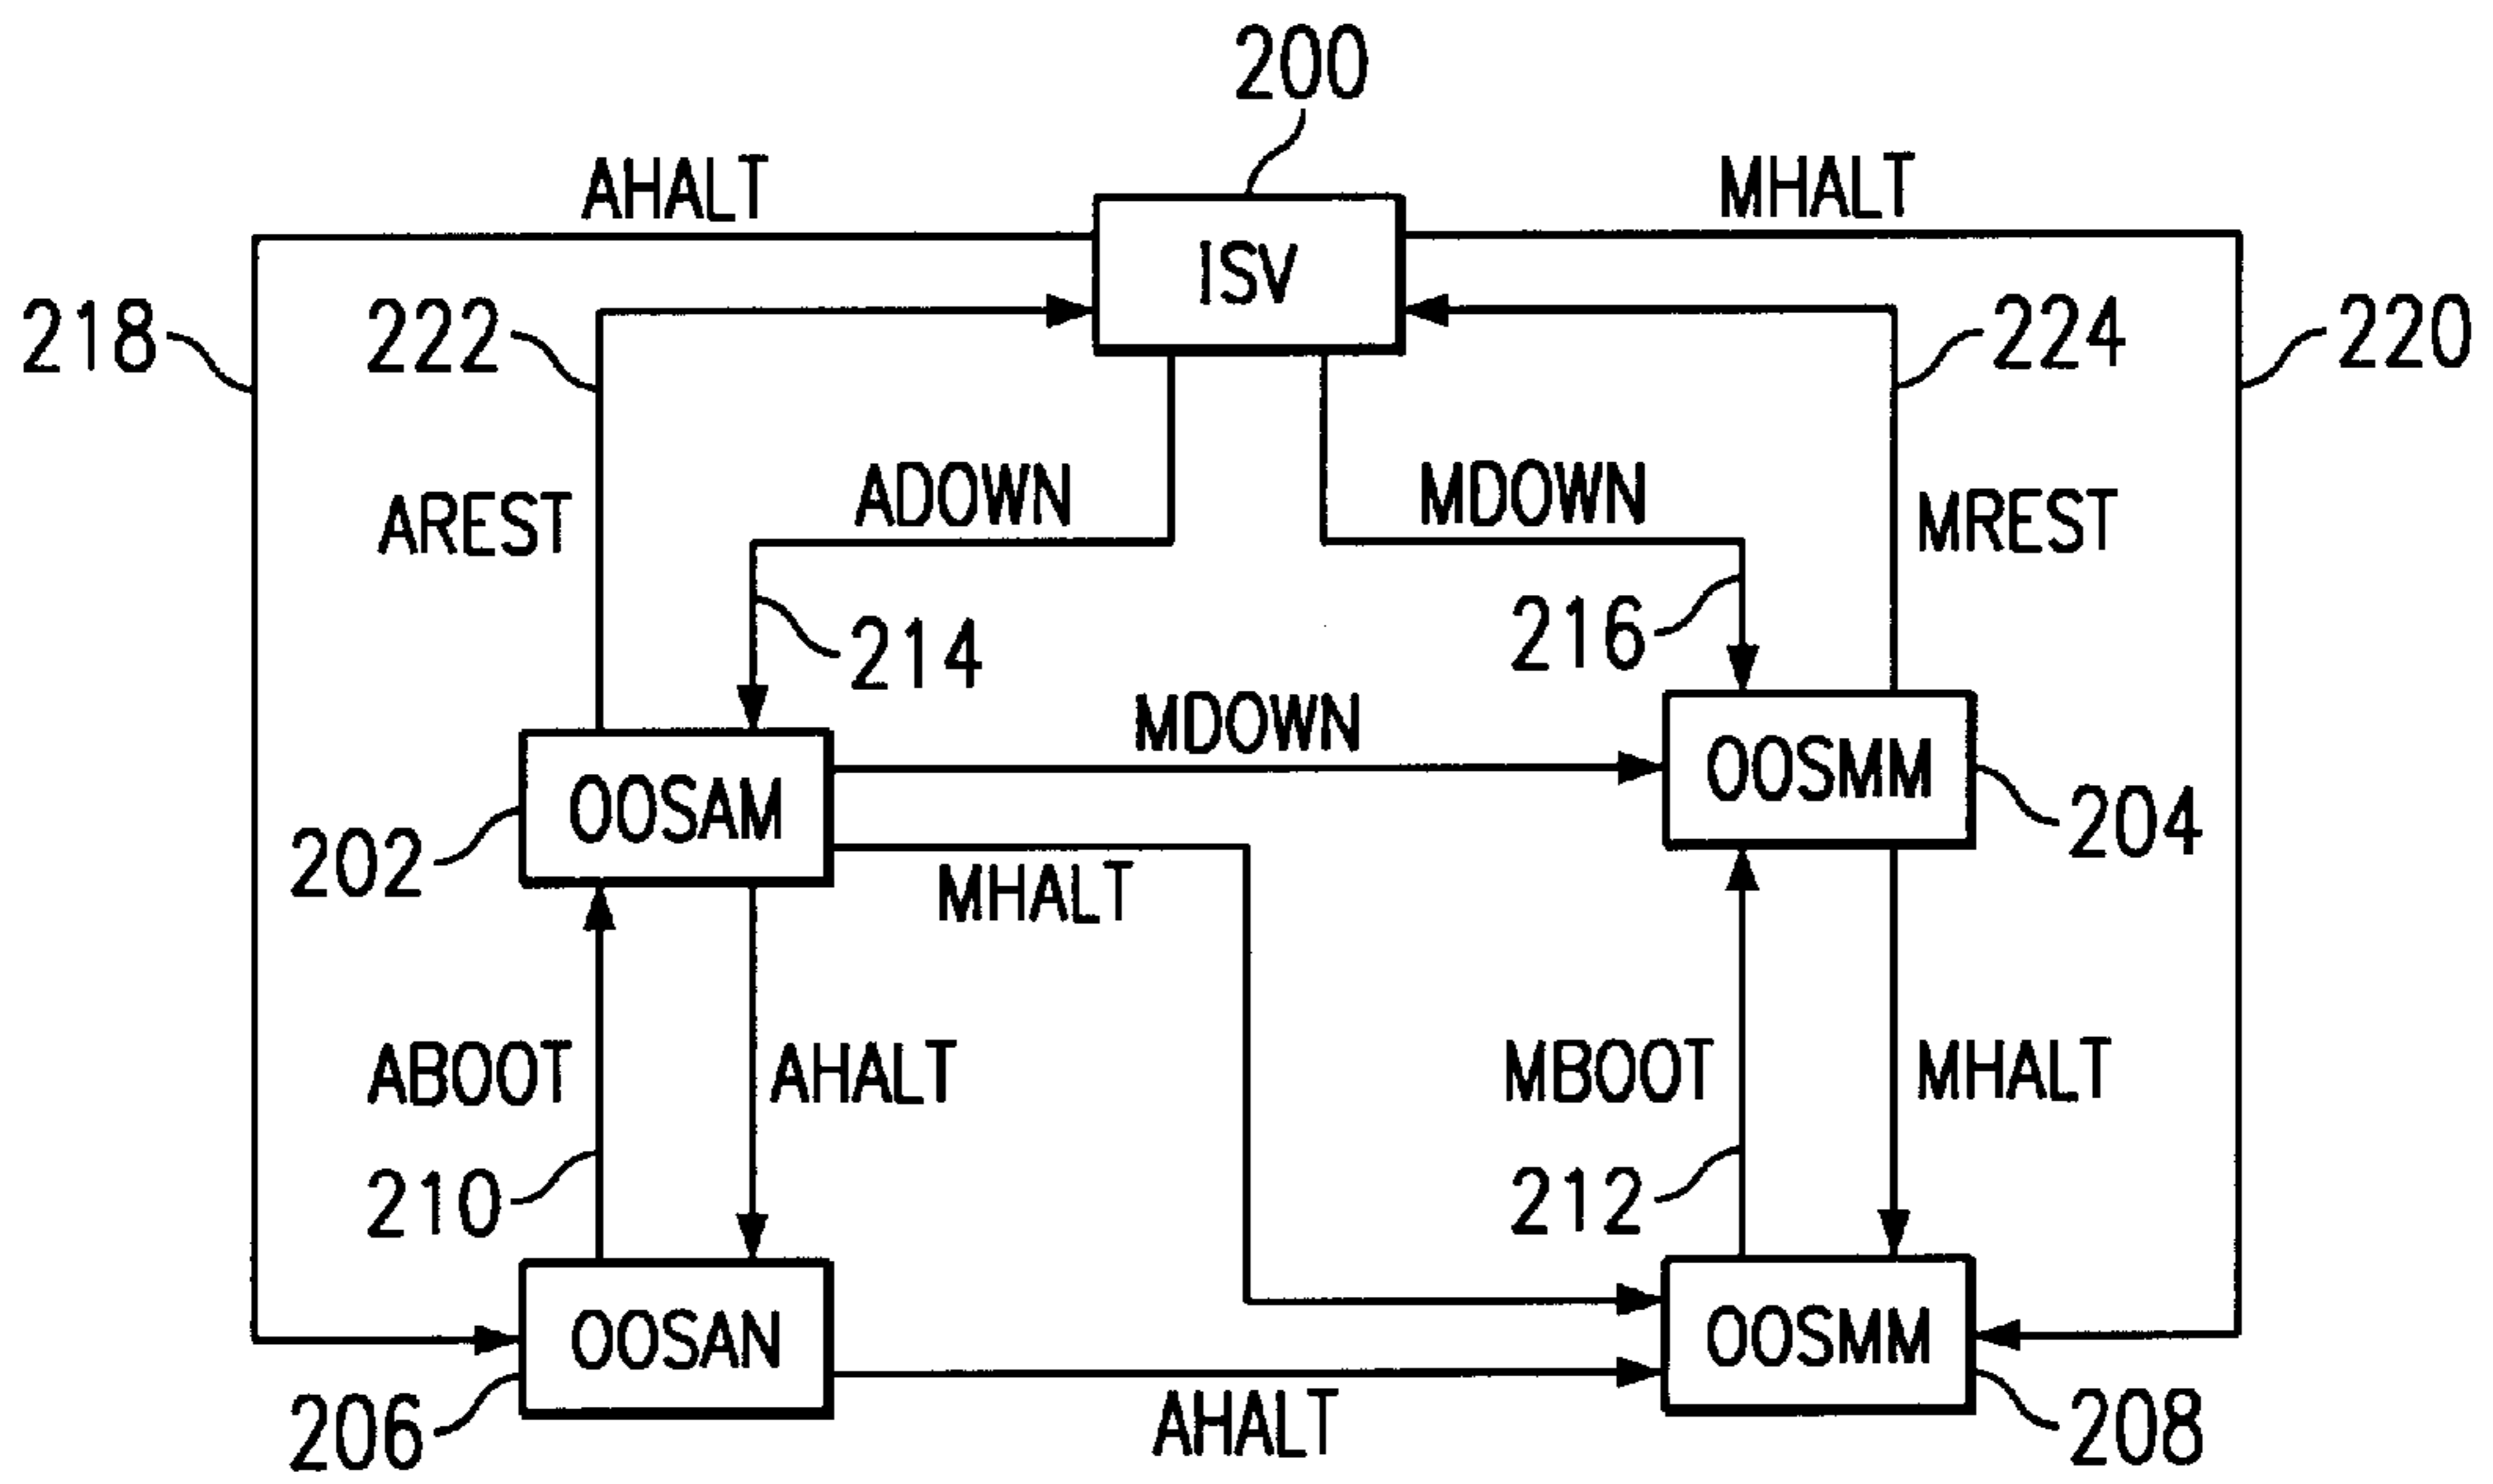 200
AHALT
MHALT
ISV
218
222
224
220
AREST
ADOWN
MDOWN
MREST
214
216
MDOWN
OOSAM
OOSMM
202
MHALT
204
ABOOT
AHALT
MBOOT
MHALT
210
212
OOSAN
OOSMM
206
AHALT
208